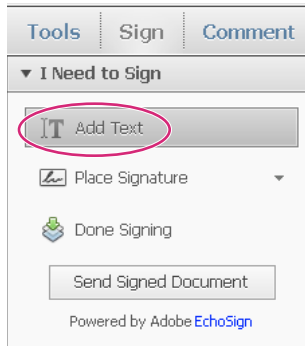 Tools Sign Comment
▼ I Need to Sign
Add Text
Place Signature
Done Signing
Send Signed Document
Powered by Adobe EchoSign